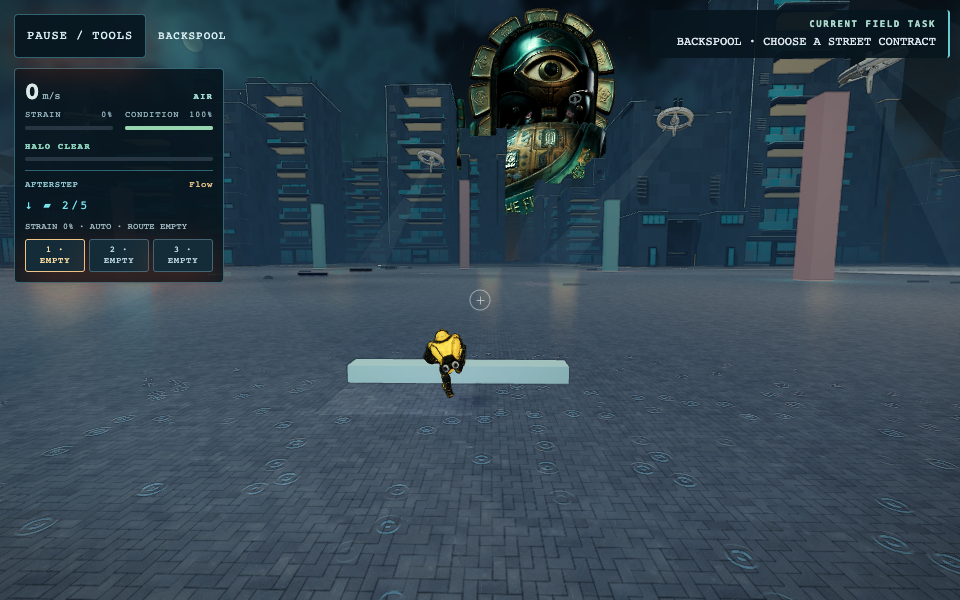 PAUSE / TOOLS
BACKSPOOL
CURRENT FIELD TASK
BACKSPOOL · CHOOSE A STREET CONTRACT
0 m/s
AIR
STRAIN 0%
CONDITION 100%
HALO CLEAR
AFTERSTEP
Flow
↓ ▰ 2/5
STRAIN 0% · AUTO · ROUTE EMPTY
1 · EMPTY
2 · EMPTY
3 · EMPTY